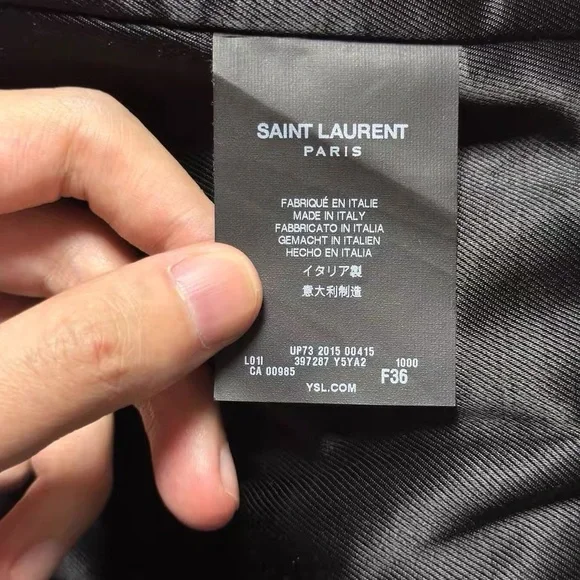 SAINT LAURENT
PARIS
FABRIQUÉ EN ITALIE
MADE IN ITALY
FABBRICATO IN ITALIA
GEMACHT IN ITALIEN
HECHO EN ITALIA
イタリア製
意大利制造
UP73 2015 00415
L01I 397287 Y5YA2 1000
CA 00985 F36
YSL.COM